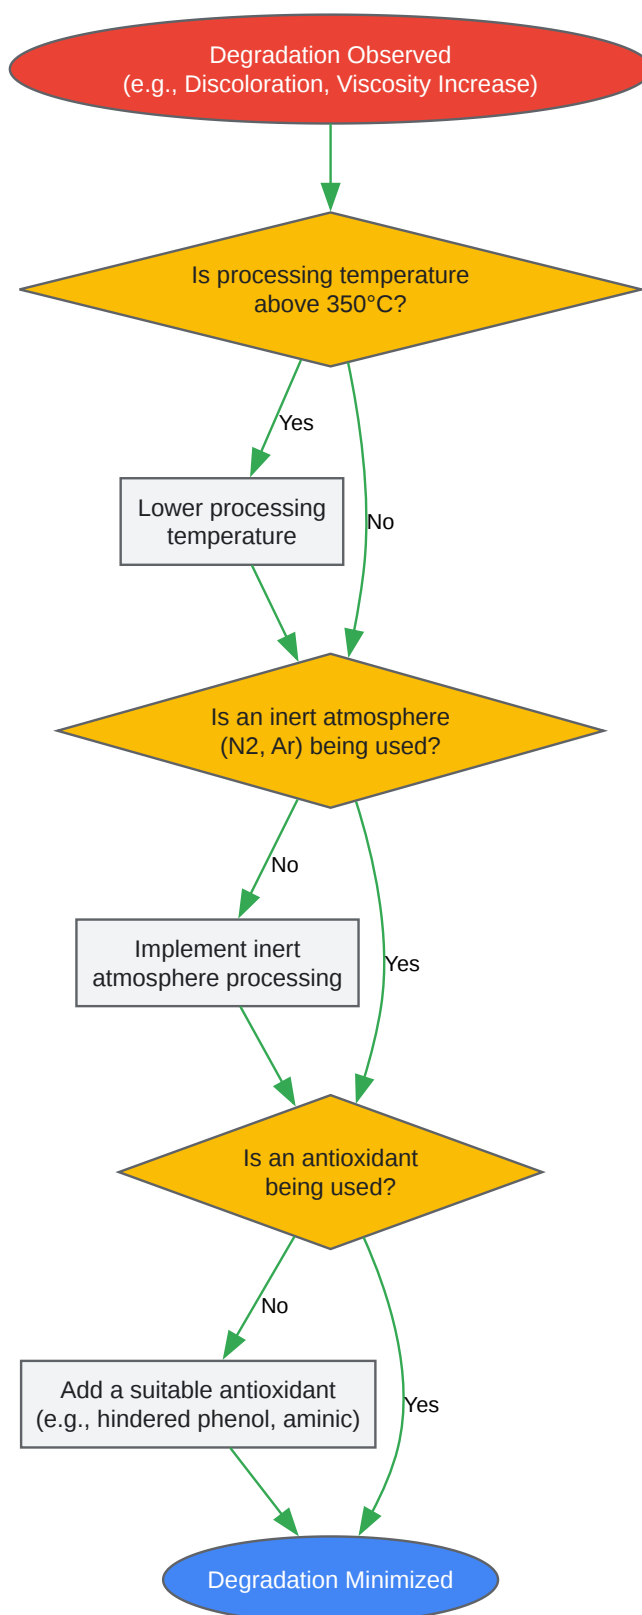 Degradation Observed
(e.g., Discoloration, Viscosity Increase)
Is processing temperature
above 350°C?
Yes
Lower processing
temperature
No
Is an inert atmosphere
(N2, Ar) being used?
No
Implement inert
atmosphere processing
Yes
Is an antioxidant
being used?
No
Add a suitable antioxidant
(e.g., hindered phenol, aminic)
Yes
Degradation Minimized